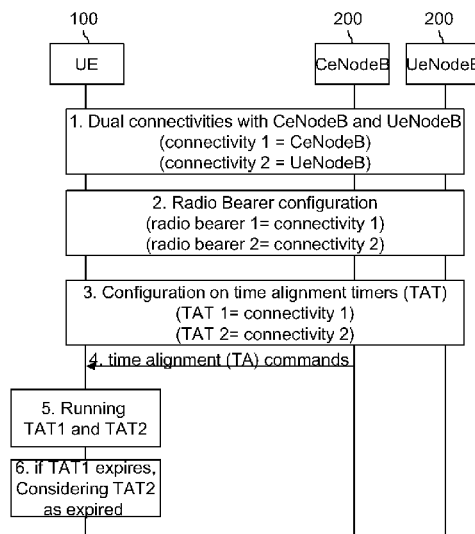 100 200 200
UE CeNodeB UeNodeB
1. Dual connectivities with CeNodeB and UeNodeB
(connectivity 1 = CeNodeB)
(connectivity 2 = UeNodeB)
2. Radio Bearer configuration
(radio bearer 1= connectivity 1)
(radio bearer 2= connectivity 2)
3. Configuration on time alignment timers (TAT)
(TAT 1= connectivity 1)
(TAT 2= connectivity 2)
4. time alignment (TA) commands
5. Running
TAT1 and TAT2
6. if TAT1 expires,
Considering TAT2
as expired